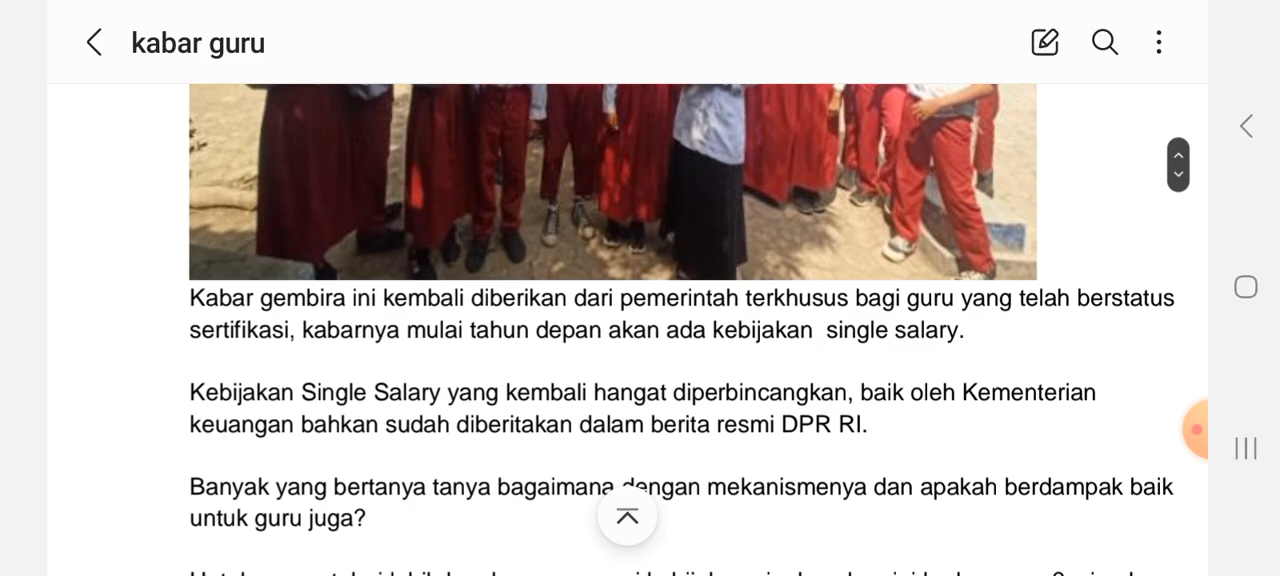 kabar guru
Kabar gembira ini kembali diberikan dari pemerintah terkhusus bagi guru yang telah berstatus
sertifikasi, kabarnya mulai tahun depan akan ada kebijakan  single salary.
Kebijakan Single Salary yang kembali hangat diperbincangkan, baik oleh Kementerian
keuangan bahkan sudah diberitakan dalam berita resmi DPR RI.
Banyak yang bertanya tanya bagaimana dengan mekanismenya dan apakah berdampak baik
untuk guru juga?